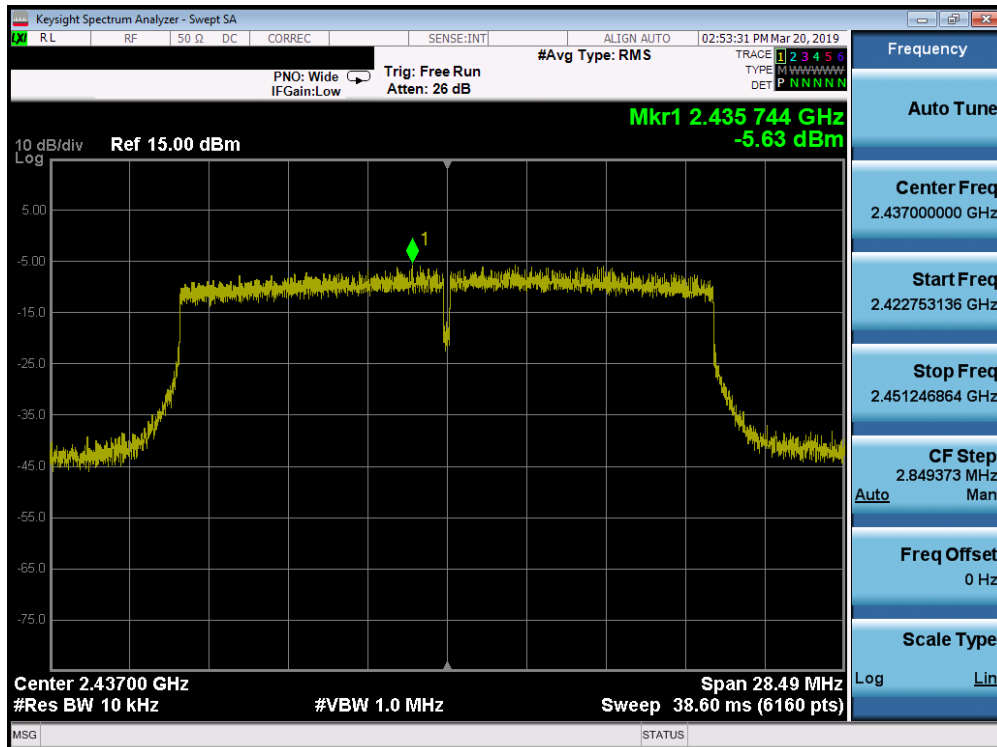 Keysight Spectrum Analyzer - Swept SA
LXI RL RF 50 Ω DC CORREC SENSE:INT ALIGN AUTO 02:53:31 PM Mar 20, 2019
Frequency
#Avg Type: RMS TRACE 1 2 3 4 5 6
PNO: Wide Trig: Free Run TYPE M WWWWW
IFGain:Low Atten: 26 dB DET P N N N N N
Auto Tune
Mkr1 2.435 744 GHz
-5.63 dBm
10 dB/div Ref 15.00 dBm
Log
5.00
-5.00
-15.0
-25.0
-35.0
-45.0
-55.0
-65.0
-75.0
1
Center Freq
2.437000000 GHz
Start Freq
2.422753136 GHz
Stop Freq
2.451246864 GHz
CF Step
2.849373 MHz
Auto Man
Freq Offset
0 Hz
Scale Type
Log Lin
Center 2.43700 GHz Span 28.49 MHz
#Res BW 10 kHz #VBW 1.0 MHz Sweep 38.60 ms (6160 pts)
MSG STATUS